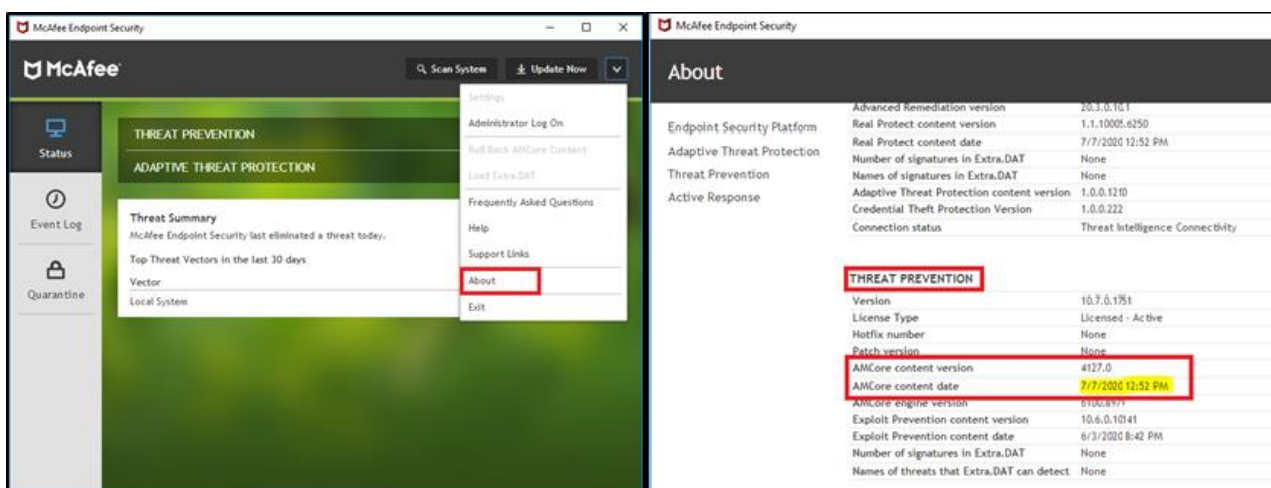 McAfee Endpoint Security
McAfee
Scan System
Update Now
Settings
Administrator Log On
Roll Back AMCore Content
Load Extra.DAT
Frequently Asked Questions
Help
Support Links
About
Exit
Status
Event Log
Quarantine
THREAT PREVENTION
ADAPTIVE THREAT PROTECTION
Threat Summary
McAfee Endpoint Security last eliminated a threat today.
Top Threat Vectors in the last 30 days
Vector
Local System
McAfee Endpoint Security
About
Endpoint Security Platform
Adaptive Threat Protection
Threat Prevention
Active Response
Advanced Remediation version 20.3.0.10.1
Real Protect content version 1.1.10005.6250
Real Protect content date 7/7/2020 12:52 PM
Number of signatures in Extra.DAT None
Names of signatures in Extra.DAT None
Adaptive Threat Protection content version 1.0.0.1210
Credential Theft Protection Version 1.0.0.222
Connection status Threat Intelligence Connectivity
THREAT PREVENTION
Version 10.7.0.1751
License Type Licensed - Active
Hotfix number None
Patch version None
AMCore content version 4127.0
AMCore content date 7/7/2020 12:52 PM
AMCore engine version
Exploit Prevention content version 10.6.0.10141
Exploit Prevention content date 6/3/2020 8:42 PM
Number of signatures in Extra.DAT None
Names of threats that Extra.DAT can detect None